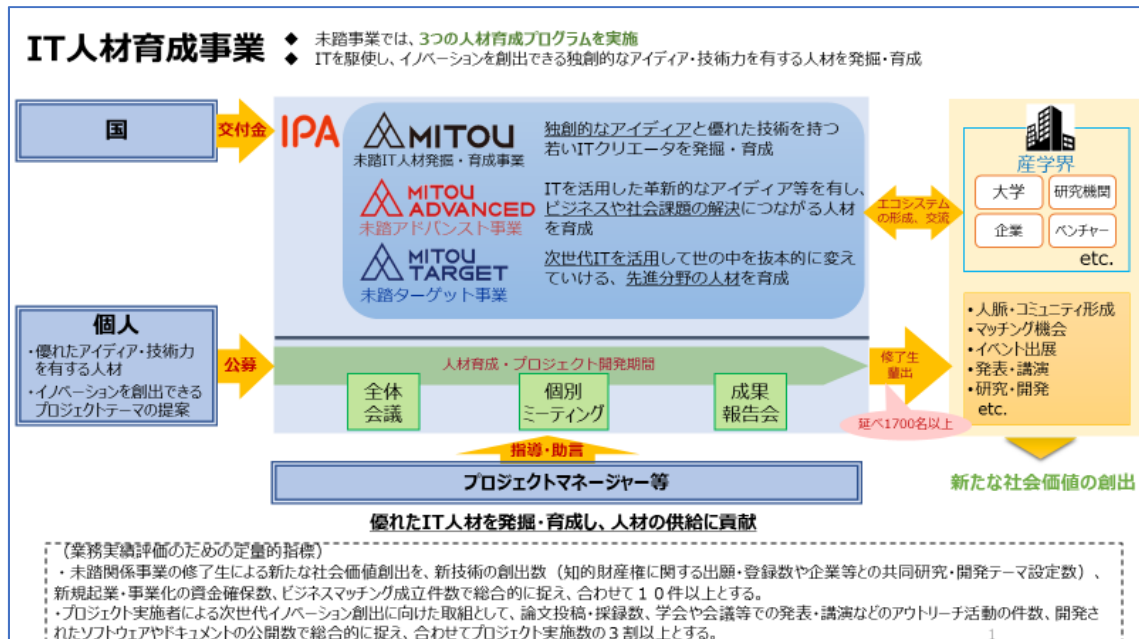 IT人材育成事業
◆ 未踏事業では、3つの人材育成プログラムを実施
◆ ITを駆使し、イノベーションを創出できる独創的なアイディア・技術力を有する人材を発掘・育成
国
交付金
IPA
MITOU
未踏IT人材発掘・育成事業
独創的なアイディアと優れた技術を持つ
若いITクリエータを発掘・育成
MITOU
ADVANCED
未踏アドバンスト事業
ITを活用した革新的なアイディア等を有し、
ビジネスや社会課題の解決につながる人材
を育成
MITOU
TARGET
未踏ターゲット事業
次世代ITを活用して世の中を抜本的に変え
ていける、先進分野の人材を育成
エコシステム
の形成、交流
産学界
大学
研究機関
企業
ベンチャー
etc.
個人
・優れたアイディア・技術力
を有する人材
・イノベーションを創出できる
プロジェクトテーマの提案
公募
人材育成・プロジェクト開発期間
全体
会議
個別
ミーティング
成果
報告会
修了生
輩出
延べ1700名以上
•人脈・コミュニティ形成
•マッチング機会
•イベント出展
•発表・講演
•研究・開発
etc.
指導・助言
プロジェクトマネージャー等
新たな社会価値の創出
優れたIT人材を発掘・育成し、人材の供給に貢献
（業務実績評価のための定量的指標）
・未踏関係事業の修了生による新たな社会価値創出を、新技術の創出数（知的財産権に関する出願・登録数や企業等との共同研究・開発テーマ設定数）、
新規起業・事業化の資金確保数、ビジネスマッチング成立件数で総合的に捉え、合わせて１０件以上とする。
・プロジェクト実施者による次世代イノベーション創出に向けた取組として、論文投稿・採録数、学会や会議等での発表・講演などのアウトリーチ活動の件数、開発さ
れたソフトウェアやドキュメントの公開数で総合的に捉え、合わせてプロジェクト実施数の３割以上とする。
1